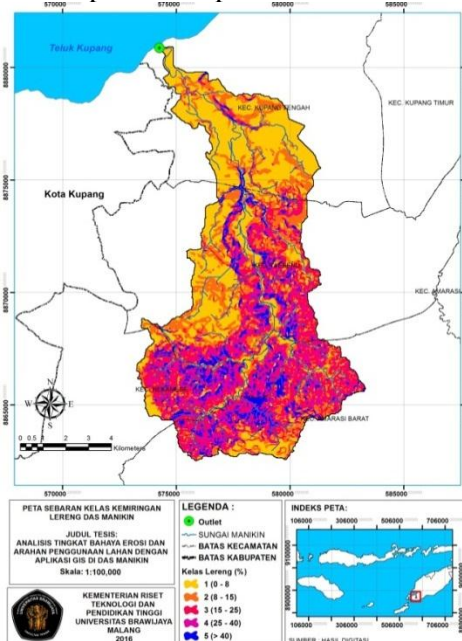 570000 575000 580000 585000
Teluk Kupang
8880000
8875000
8870000
8865000
KEC. KUPANG TENGAH
KEC. KUPANG TIMUR
Kota Kupang
KEC. AMARASI
AMARASI BARAT
N
W E
S
0 0.5 1 2 3 4
Kilometers
570000 575000 580000 585000
PETA SEBARAN KELAS KEMIRINGAN
LERENG DAS MANIKIN
JUDUL TESIS:
ANALISIS TINGKAT BAHAYA EROSI DAN
ARAHAN PENGGUNAAN LAHAN DENGAN
APLIKASI GIS DI DAS MANIKIN
Skala: 1:100,000
KEMENTERIAN RISET
TEKNOLOGI DAN
PENDIDIKAN TINGGI
UNIVERSITAS BRAWIJAYA
MALANG
2016
LEGENDA :
Outlet
SUNGAI MANIKIN
BATAS KECAMATAN
BATAS KABUPATEN
Kelas Lereng (%)
1 (0 - 8
2 (8 - 15)
3 (15 - 25)
4 (25 - 40)
5 (> 40)
INDEKS PETA:
106000 306000 506000 706000
9100000
8900000
106000 306000 506000 706000
SUMBER : HASIL DIGITASI